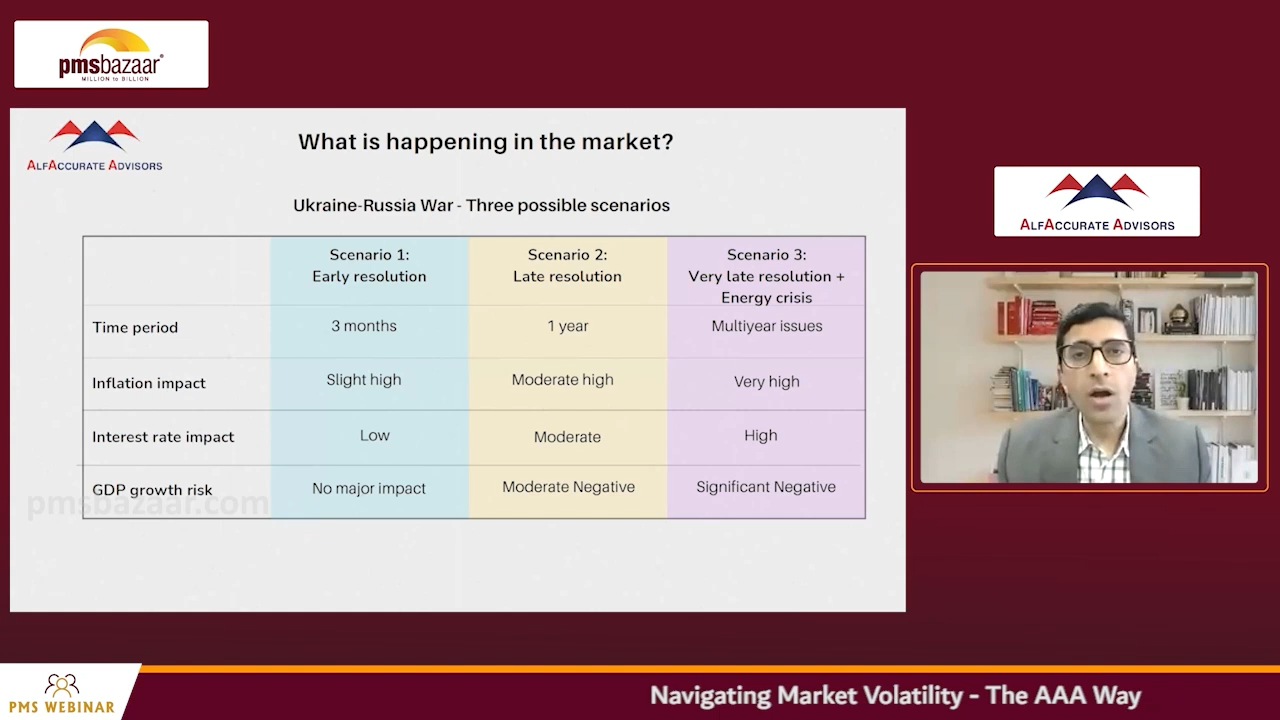 pmsbazaar
MILLION to BILLION
ALFACCURATE ADVISORS
What is happening in the market?
Ukraine-Russia War - Three possible scenarios
Scenario 1:
Early resolution
Scenario 2:
Late resolution
Scenario 3:
Very late resolution +
Energy crisis
Time period
3 months
1 year
Multiyear issues
Inflation impact
Slight high
Moderate high
Very high
Interest rate impact
Low
Moderate
High
GDP growth risk
No major impact
Moderate Negative
Significant Negative
pmsbazaar.com
ALFACCURATE ADVISORS
PMS WEBINAR
Navigating Market Volatility - The AAA Way